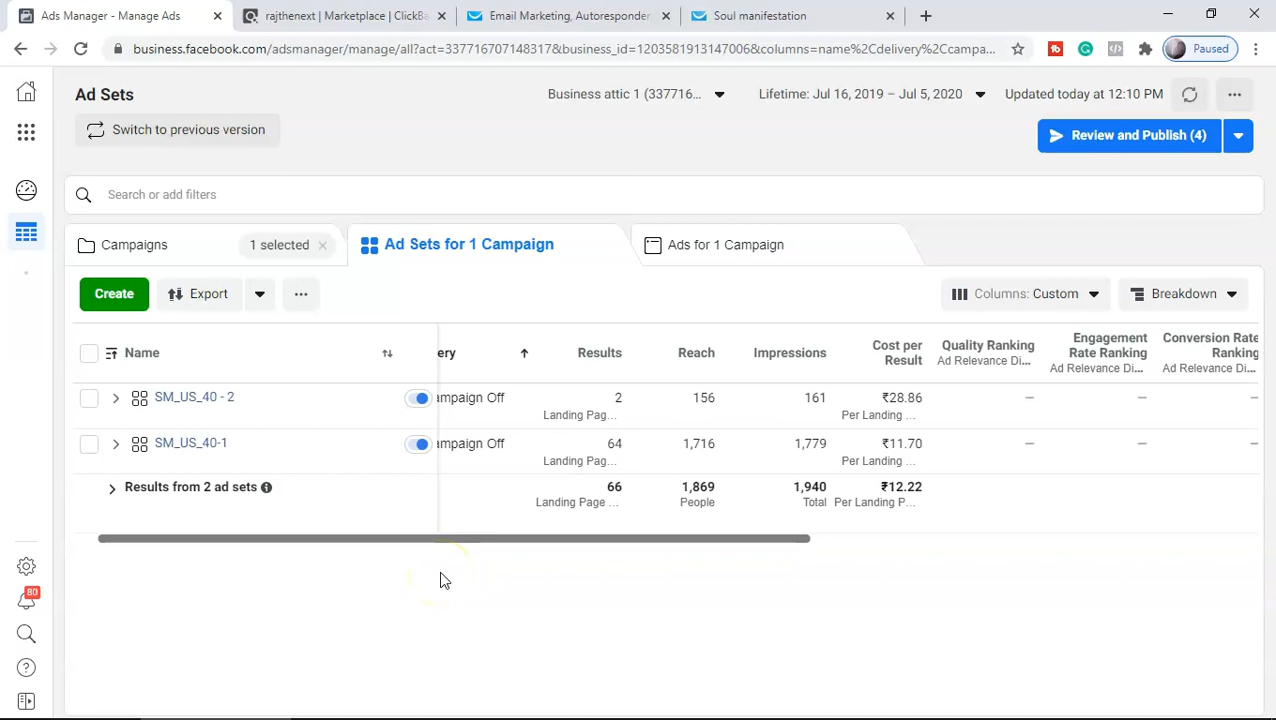 Ads Manager - Manage Ads
rajthenext | Marketplace | ClickBa
Email Marketing, Autoresponder
Soul manifestation
business.facebook.com/adsmanager/manage/all?act=337716707148317&business_id=1203581913147006&columns=name%2Cdelivery%2Ccampa...
Paused
Ad Sets
Business attic 1 (337716...
Lifetime: Jul 16, 2019 – Jul 5, 2020
Updated today at 12:10 PM
Switch to previous version
Review and Publish (4)
Search or add filters
Campaigns
1 selected
Ad Sets for 1 Campaign
Ads for 1 Campaign
Create
Export
Columns: Custom
Breakdown
Name
ery
Results
Reach
Impressions
Cost per Result
Quality Ranking
Ad Relevance Di...
Engagement Rate Ranking
Ad Relevance Di...
Conversion Rate Ranking
Ad Relevance Di...
SM_US_40 - 2
ampaign Off
2
156
161
₹28.86
—
—
—
Landing Pag...
Per Landing ...
SM_US_40-1
ampaign Off
64
1,716
1,779
₹11.70
—
—
—
Landing Pag...
Per Landing ...
Results from 2 ad sets
66
1,869
1,940
₹12.22
Landing Page ...
People
Total
Per Landing P...
80